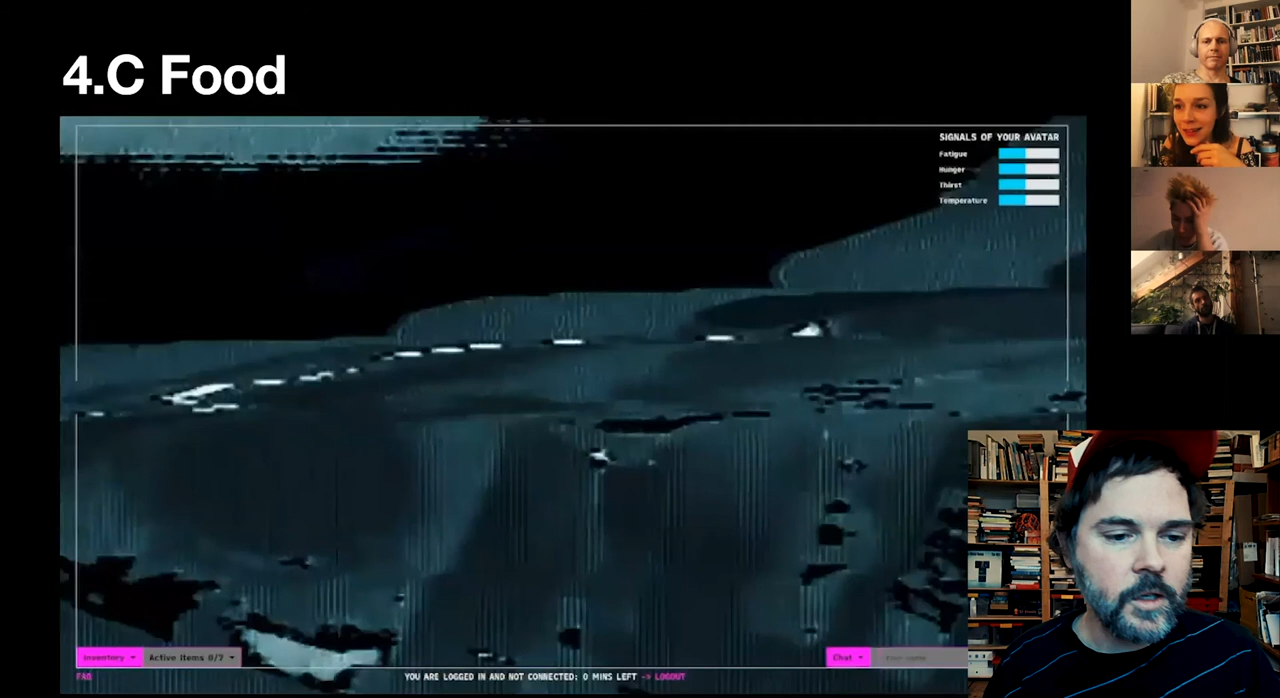 4.C Food
SIGNALS OF YOUR AVATAR
Fatigue
Hunger
Thirst
Temperature
Inventory
Active Items 0/7
Chat
FAQ
YOU ARE LOGGED IN AND NOT CONNECTED: 0 MINS LEFT -> LOGOUT